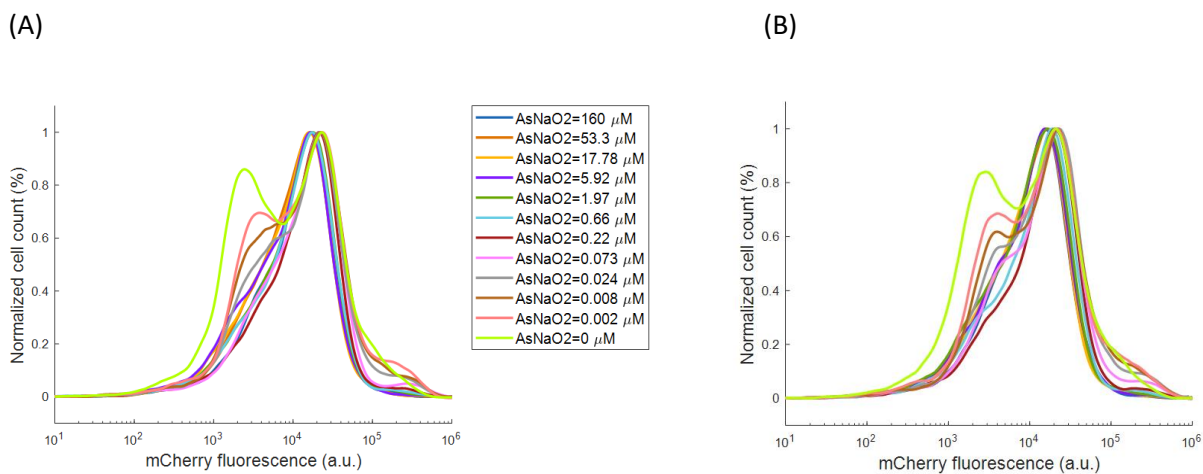 (A)
(B)
Normalized cell count (%)
1
0.8
0.6
0.4
0.2
0
10^1
10^2
10^3
10^4
10^5
10^6
mCherry fluorescence (a.u.)
AsNaO2=160 μM
AsNaO2=53.3 μM
AsNaO2=17.78 μM
AsNaO2=5.92 μM
AsNaO2=1.97 μM
AsNaO2=0.66 μM
AsNaO2=0.22 μM
AsNaO2=0.073 μM
AsNaO2=0.024 μM
AsNaO2=0.008 μM
AsNaO2=0.002 μM
AsNaO2=0 μM
Normalized cell count (%)
1
0.8
0.6
0.4
0.2
0
10^1
10^2
10^3
10^4
10^5
10^6
mCherry fluorescence (a.u.)